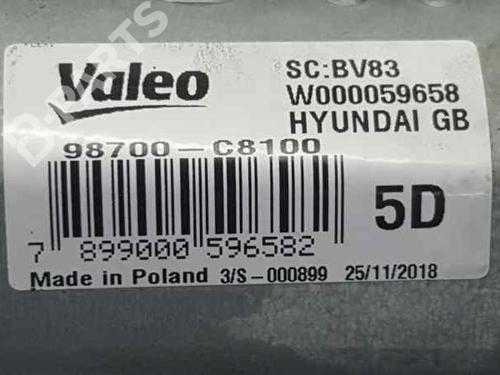 Valeo
SC:BV83
W000059658
HYUNDAI GB
98700-C8100
5D
7 899000 596582
Made in Poland 3/S-000899 25/11/2018
B-PARTS